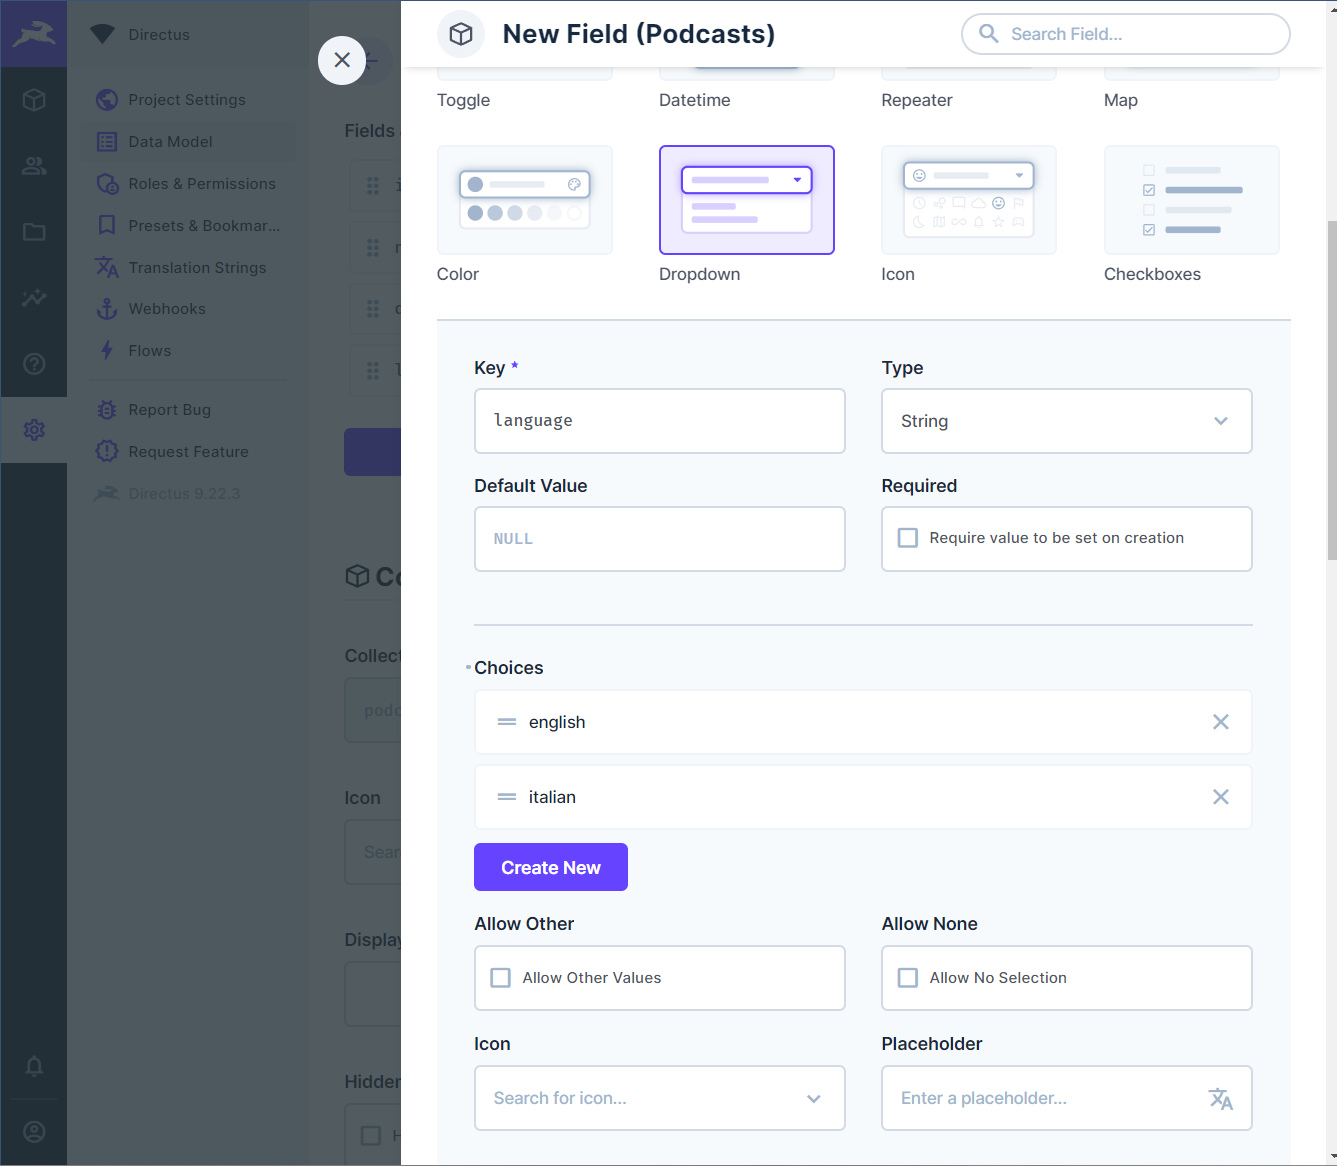 Directus
Project Settings
Data Model
Roles & Permissions
Presets & Bookmar...
Translation Strings
Webhooks
Flows
Report Bug
Request Feature
Directus 9.22.3
Fields
Icon
Display
Hidden
New Field (Podcasts)
Search Field...
Toggle
Datetime
Repeater
Map
Color
Dropdown
Icon
Checkboxes
Key *
language
Type
String
Default Value
NULL
Required
Require value to be set on creation
Choices
english
italian
Create New
Allow Other
Allow Other Values
Allow None
Allow No Selection
Icon
Search for icon...
Placeholder
Enter a placeholder...